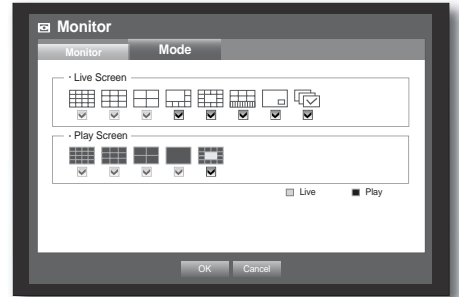 Monitor
Monitor Mode
· Live Screen
· Play Screen
Live Play
OK Cancel